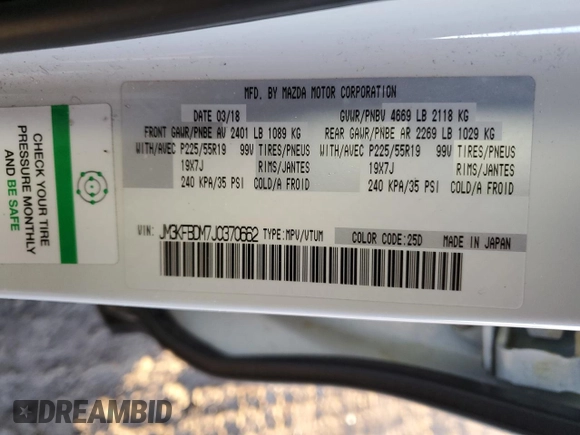 MFD. BY MAZDA MOTOR CORPORATION
DATE 03/18 GVWR/PNBV 4669 LB 2118 KG
FRONT GAWR/PNBE AV 2401 LB 1089 KG REAR GAWR/PNBE AR 2269 LB 1029 KG
WITH/AVEC P225/55R19 99V TIRES/PNEUS WITH/AVEC P225/55R19 99V TIRES/PNEUS
19X7J RIMS/JANTES 19X7J RIMS/JANTES
240 KPA/35 PSI COLD/A FROID 240 KPA/35 PSI COLD/A FROID
VIN: JM3KFBDM7J0370662 TYPE:MPV/VTUM COLOR CODE:25D MADE IN JAPAN
CHECK YOUR TIRE
PRESSURE MONTHLY
AND BE SAFE
DREAMBID